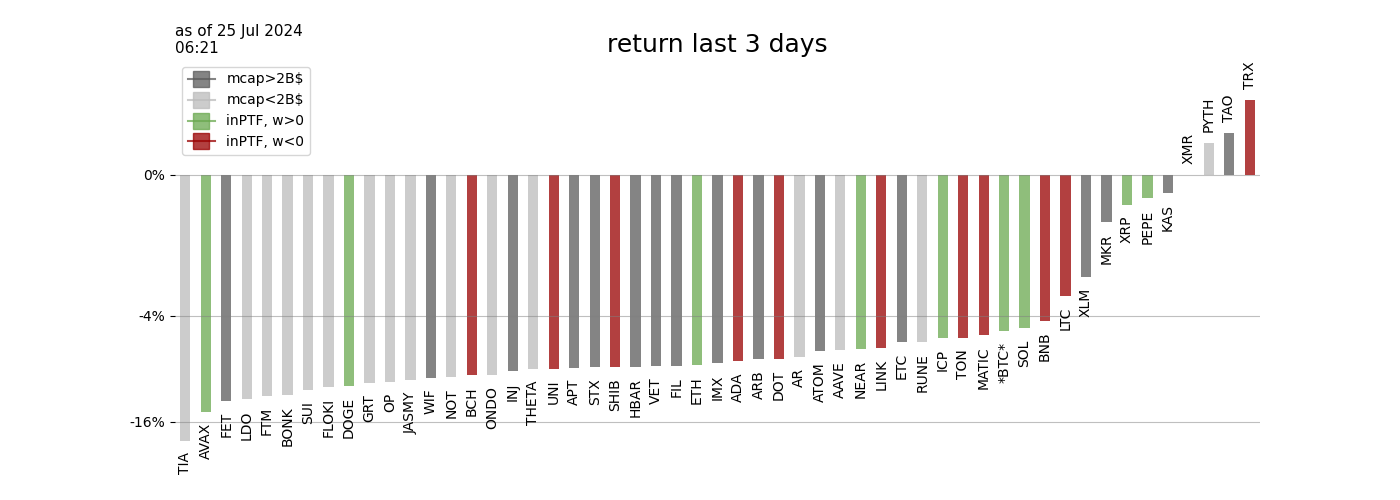 as of 25 Jul 2024
06:21
return last 3 days
mcap>2B$
mcap<2B$
inPTF, w>0
inPTF, w<0
0%
-4%
-16%
TIA
AVAX
FET
LDO
FTM
BONK
SUI
FLOKI
DOGE
GRT
OP
JASMY
WIF
NOT
BCH
ONDO
INJ
THETA
UNI
APT
STX
SHIB
HBAR
VET
FIL
ETH
IMX
ADA
ARB
DOT
AR
ATOM
AAVE
NEAR
LINK
ETC
RUNE
ICP
TON
MATIC
*BTC*
SOL
BNB
LTC
XLM
MKR
XRP
PEPE
KAS
XMR
PYTH
TAO
TRX